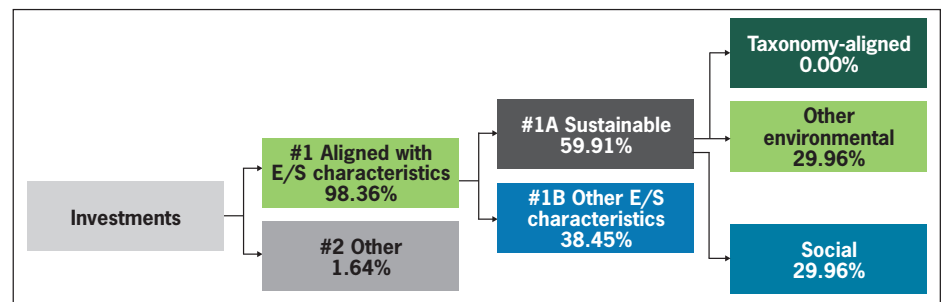 Investments
#1 Aligned with
E/S characteristics
98.36%
#2 Other
1.64%
#1A Sustainable
59.91%
#1B Other E/S
characteristics
38.45%
Taxonomy-aligned
0.00%
Other
environmental
29.96%
Social
29.96%